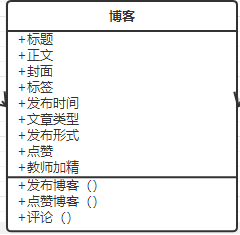 博客
+标题
+正文
+封面
+标签
+发布时间
+文章类型
+发布形式
+点赞
+教师加精
+发布博客（）
+点赞博客（）
+评论（）